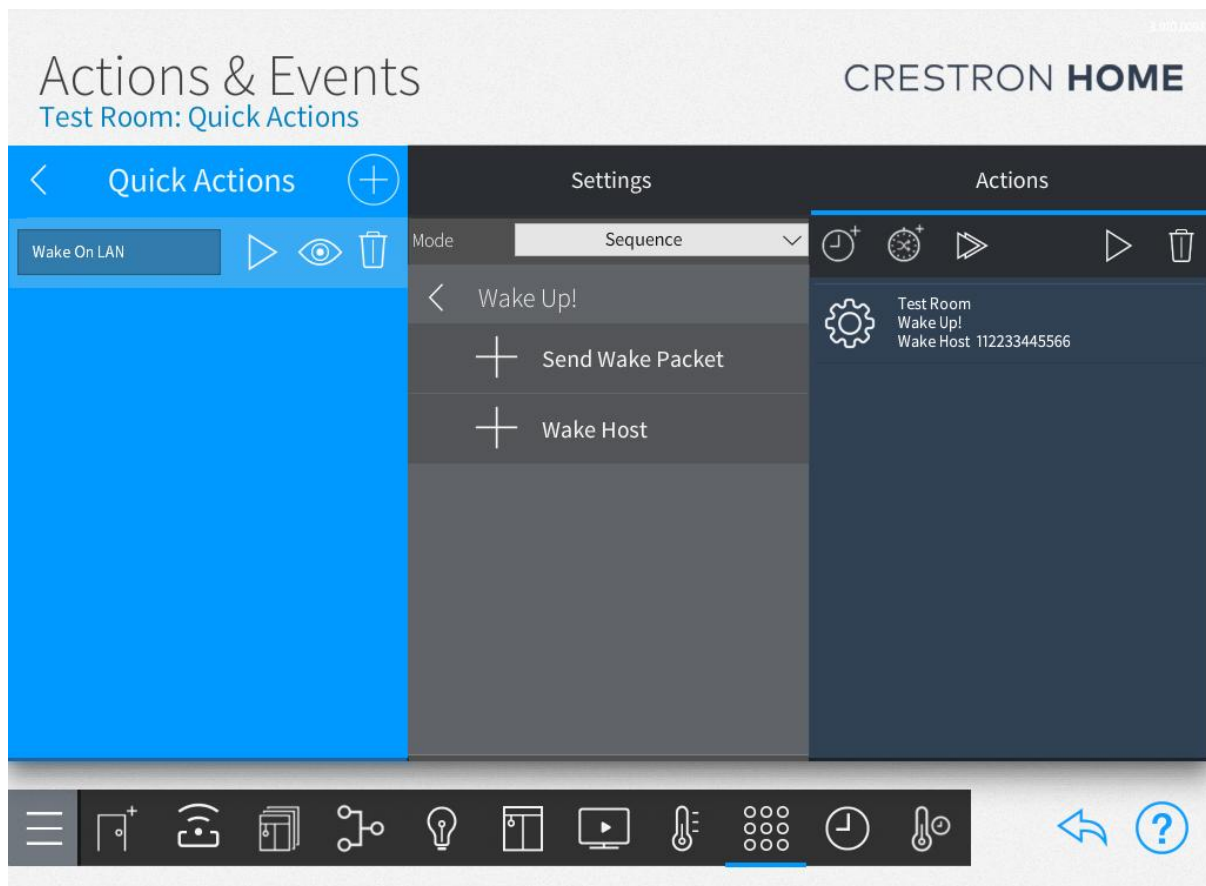 Actions & Events
CRESTRON HOME
Test Room: Quick Actions
Quick Actions
Settings
Actions
Wake On LAN
Mode
Sequence
Wake Up!
Send Wake Packet
Wake Host
Test Room
Wake Up!
Wake Host 112233445566
?